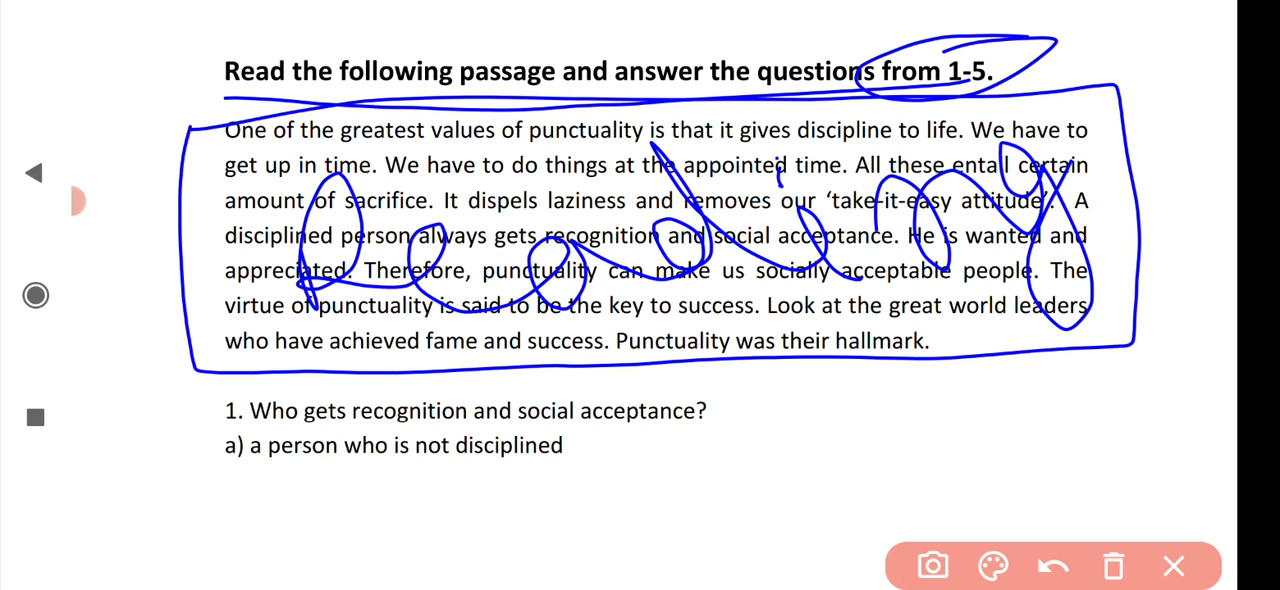 Read the following passage and answer the questions from 1-5.
One of the greatest values of punctuality is that it gives discipline to life. We have to
get up in time. We have to do things at the appointed time. All these entail certain
amount of sacrifice. It dispels laziness and removes our ‘take-it-easy attitude’. A
disciplined person always gets recognition and social acceptance. He is wanted and
appreciated. Therefore, punctuality can make us socially acceptable people. The
virtue of punctuality is said to be the key to success. Look at the great world leaders
who have achieved fame and success. Punctuality was their hallmark.
Reading
1. Who gets recognition and social acceptance?
a) a person who is not disciplined